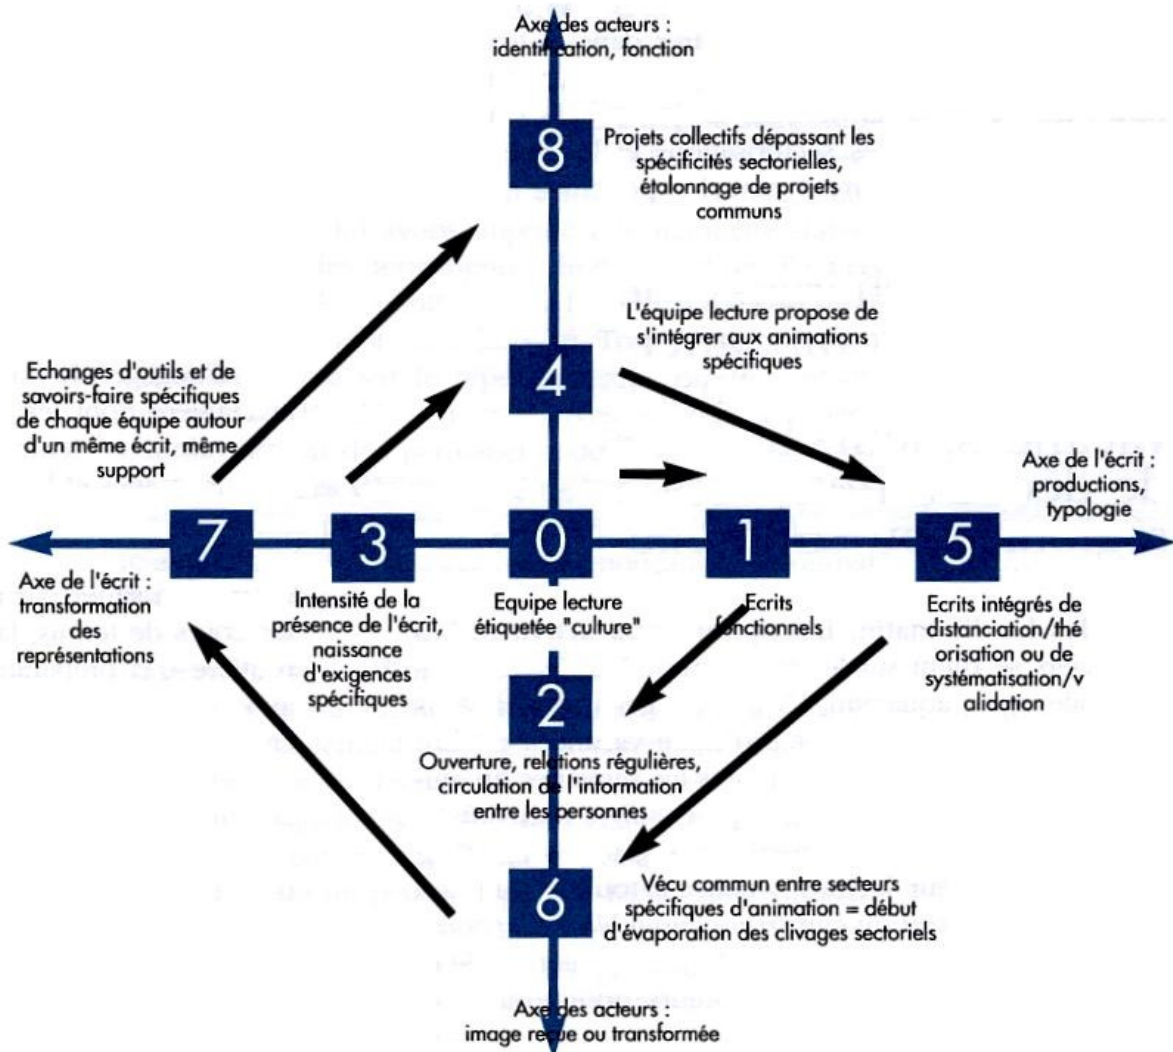 Axe des acteurs :
identification, fonction
8
Projets collectifs dépassant les
spécificités sectorielles,
étalonnage de projets
communs
L'équipe lecture propose de
s'intégrer aux animations
spécifiques
4
Echanges d'outils et de
savoirs-faire spécifiques
de chaque équipe autour
d'un même écrit, même
support
Axe de l'écrit :
productions,
typologie
7
3
0
1
5
Axe de l'écrit :
transformation
des
représentations
Intensité de la
présence de l'écrit,
naissance
d'exigences
spécifiques
Equipe lecture
étiquetée "culture"
Ecrits
fonctionnels
Ecrits intégrés de
distanciation/thé
orisation ou de
systématisation/v
alidation
2
Ouverture, relations régulières,
circulation de l'information
entre les personnes
6
Vécu commun entre secteurs
spécifiques d'animation = début
d'évaporation des clivages sectoriels
Axe des acteurs :
image reçue ou transformée